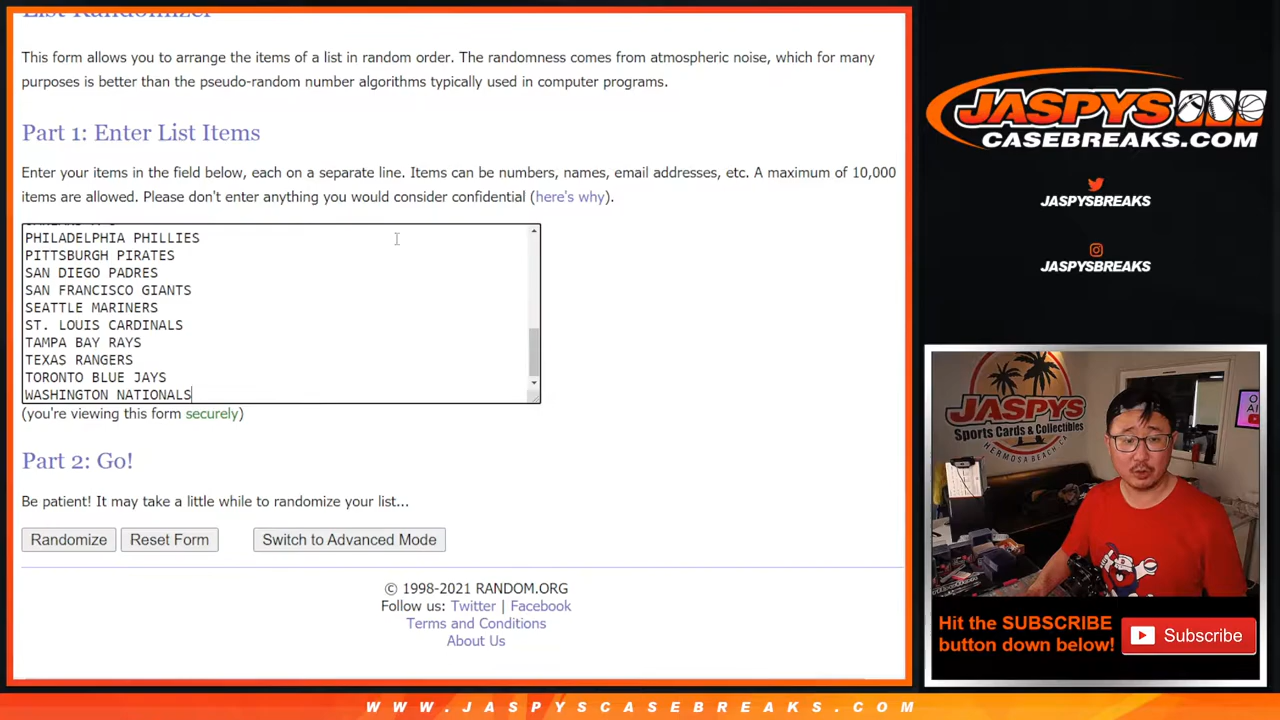 List Randomizer
This form allows you to arrange the items of a list in random order. The randomness comes from atmospheric noise, which for many
purposes is better than the pseudo-random number algorithms typically used in computer programs.
Part 1: Enter List Items
Enter your items in the field below, each on a separate line. Items can be numbers, names, email addresses, etc. A maximum of 10,000
items are allowed. Please don't enter anything you would consider confidential (here's why).
PHILADELPHIA PHILLIES
PITTSBURGH PIRATES
SAN DIEGO PADRES
SAN FRANCISCO GIANTS
SEATTLE MARINERS
ST. LOUIS CARDINALS
TAMPA BAY RAYS
TEXAS RANGERS
TORONTO BLUE JAYS
WASHINGTON NATIONALS
(you're viewing this form securely)
Part 2: Go!
Be patient! It may take a little while to randomize your list...
Randomize Reset Form Switch to Advanced Mode
© 1998-2021 RANDOM.ORG
Follow us: Twitter | Facebook
Terms and Conditions
About Us
JASPYS
CASEBREAKS.COM
JASPYSBREAKS
JASPYSBREAKS
JASPYS
Sports Cards & Collectibles
HERMOSA BEACH, CA
Hit the SUBSCRIBE
button down below!
Subscribe
WWW.JASPYSCASEBREAKS.COM